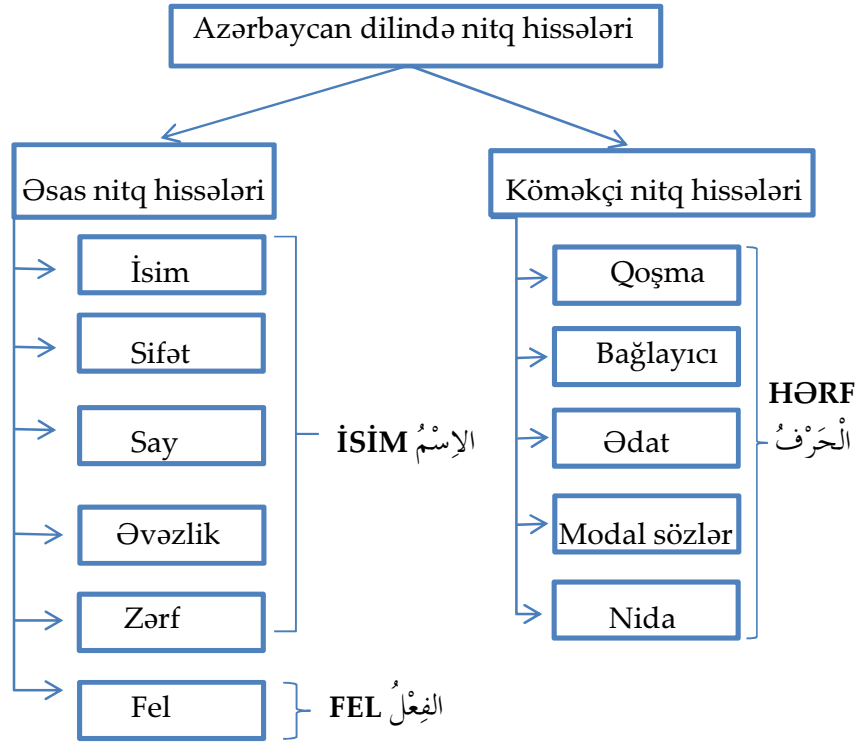 Azərbaycan dilində nitq hissələri
Əsas nitq hissələri
İsim
Sifət
Say
Əvəzlik
Zərf
İSİM الاِسْمُ
Fel
FEL الفِعْلُ
Köməkçi nitq hissələri
Qoşma
Bağlayıcı
Ədat
Modal sözlər
Nida
HƏRF
الْحَرْفُ